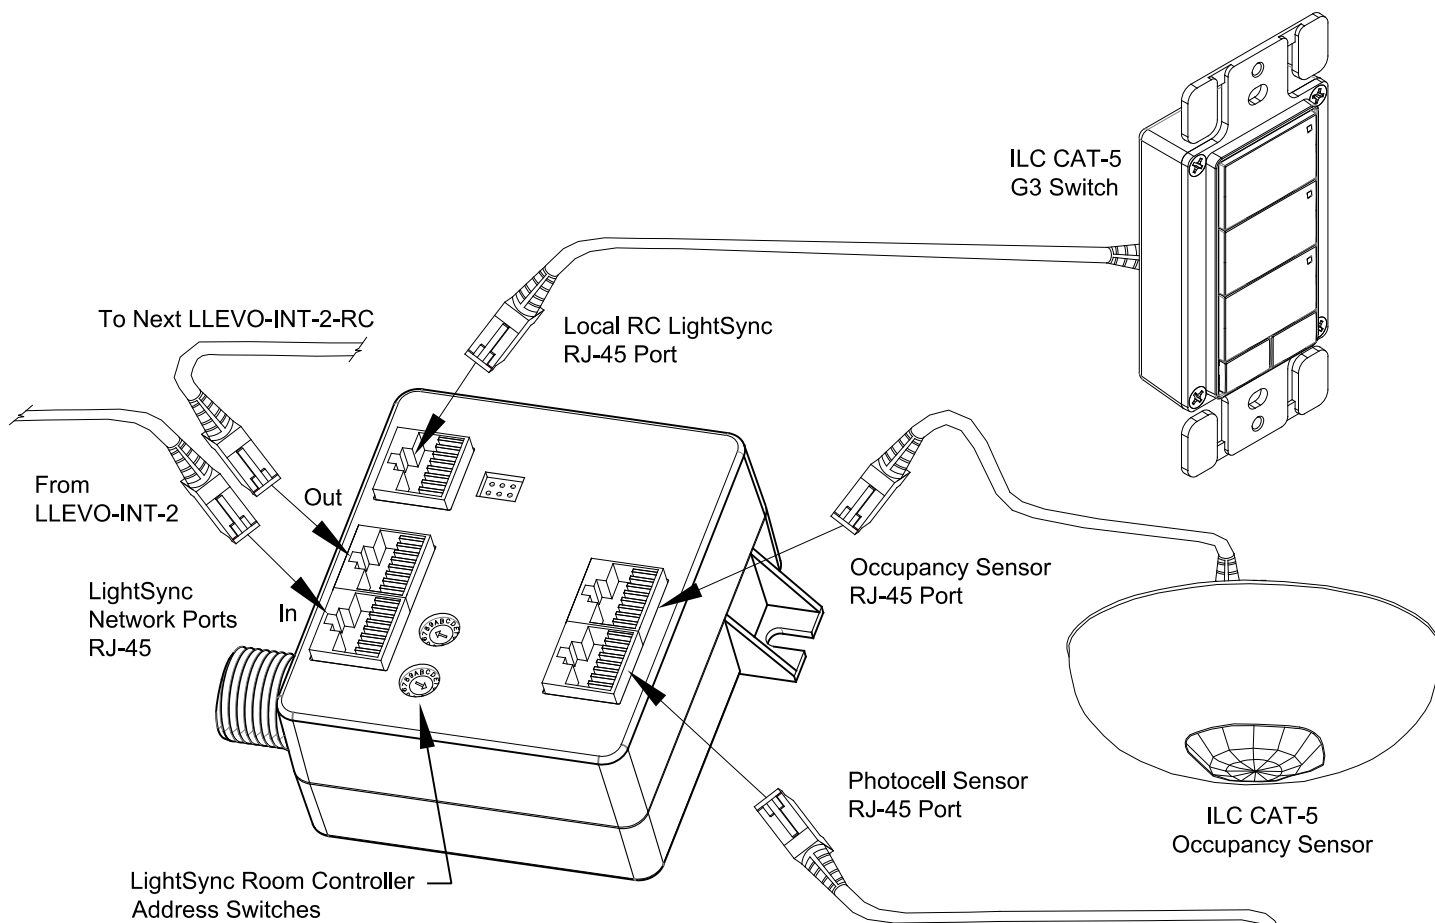 ILC CAT-5
G3 Switch
To Next LLEVO-INT-2-RC
Local RC LightSync
RJ-45 Port
From
LLEVO-INT-2
Out
LightSync
Network Ports
RJ-45
In
Occupancy Sensor
RJ-45 Port
Photocell Sensor
RJ-45 Port
ILC CAT-5
Occupancy Sensor
LightSync Room Controller
Address Switches
6789ABCDE
6789ABCDE